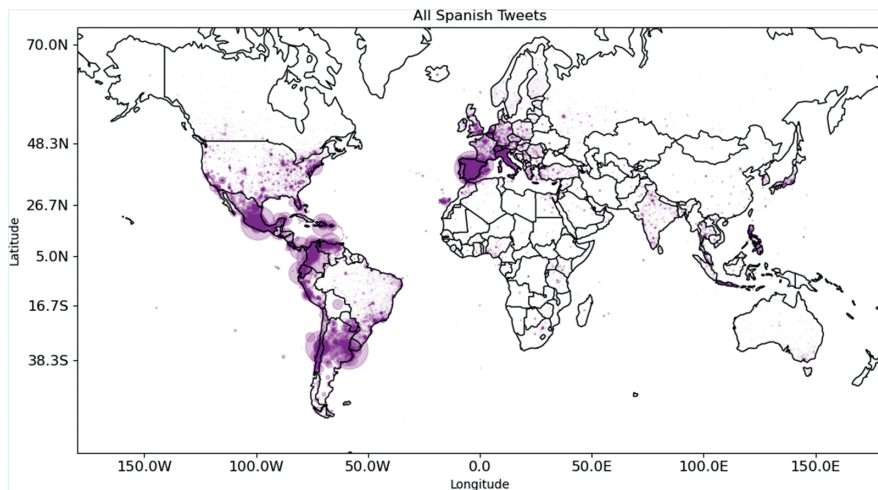 All Spanish Tweets
70.0N
48.3N
26.7N
5.0N
16.7S
38.3S
Latitude
150.0W
100.0W
50.0W
0.0
50.0E
100.0E
150.0E
Longitude